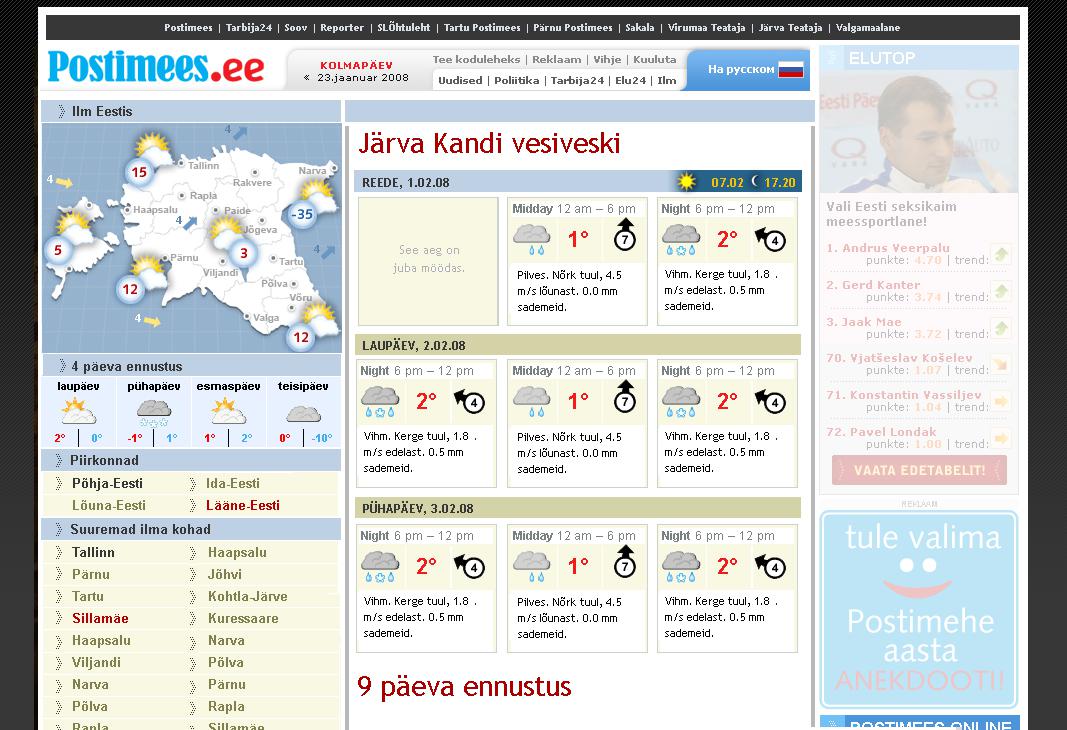 Postimees | Tarbija24 | Soov | Reporter | SLÕhtuleht | Tartu Postimees | Pärnu Postimees | Sakala | Virumaa Teataja | Järva Teataja | Valgamaalane
Postimees.ee
KOLMAPÄEV
« 23.jaanuar 2008
Tee koduleheks | Reklaam | Vihje | Kuuluta
Uudised | Poliitika | Tarbija24 | Elu24 | Ilm
На русском
Ilm Eestis
4
15
Tallinn
Narva
4
Rakvere
Rapla
-35
Haapsalu
Paide
4
Jõgeva
5
3
4
Pärnu
Tartu
Viljandi
12
Põlva
Võru
4
Valga
12
4 päeva ennustus
laupäev pühapäev esmaspäev teisipäev
2° 0° -1° 1° 1° 2° 0° -10°
Piirkonnad
Põhja-Eesti Ida-Eesti
Lõuna-Eesti Lääne-Eesti
Suuremad ilma kohad
Tallinn Haapsalu
Pärnu Jõhvi
Tartu Kohtla-Järve
Sillamäe Kuressaare
Haapsalu Narva
Viljandi Põlva
Narva Pärnu
Põlva Rapla
Rapla Sillamäe
Järva Kandi vesiveski
REEDE, 1.02.08 07.02 17.20
See aeg on
juba möödas.
Midday 12 am – 6 pm
1° 7
Pilves. Nõrk tuul, 4.5
m/s lõunast. 0.0 mm
sademeid.
Night 6 pm – 12 pm
2° 4
Vihm. Kerge tuul, 1.8 .
m/s edelast. 0.5 mm
sademeid.
LAUPÄEV, 2.02.08
Night 6 pm – 12 pm
2° 4
Vihm. Kerge tuul, 1.8 .
m/s edelast. 0.5 mm
sademeid.
Midday 12 am – 6 pm
1° 7
Pilves. Nõrk tuul, 4.5
m/s lõunast. 0.0 mm
sademeid.
Night 6 pm – 12 pm
2° 4
Vihm. Kerge tuul, 1.8 .
m/s edelast. 0.5 mm
sademeid.
PÜHAPÄEV, 3.02.08
Night 6 pm – 12 pm
2° 4
Vihm. Kerge tuul, 1.8 .
m/s edelast. 0.5 mm
sademeid.
Midday 12 am – 6 pm
1° 7
Pilves. Nõrk tuul, 4.5
m/s lõunast. 0.0 mm
sademeid.
Night 6 pm – 12 pm
2° 4
Vihm. Kerge tuul, 1.8 .
m/s edelast. 0.5 mm
sademeid.
9 päeva ennustus
ELUTOP
Vali Eesti seksikaim
meessportlane!
1. Andrus Veerpalu
punkte: 4.70 | trend:
2. Gerd Kanter
punkte: 3.74 | trend:
3. Jaak Mae
punkte: 3.72 | trend:
70. Vjatšeslav Košelev
punkte: 1.07 | trend:
71. Konstantin Vassiljev
punkte: 1.04 | trend:
72. Pavel Londak
punkte: 1.00 | trend:
VAATA EDETABELIT!
REKLAAM
tule valima
Postimehe
aasta
ANEKDOOTI!
POSTIMEES ONLINE